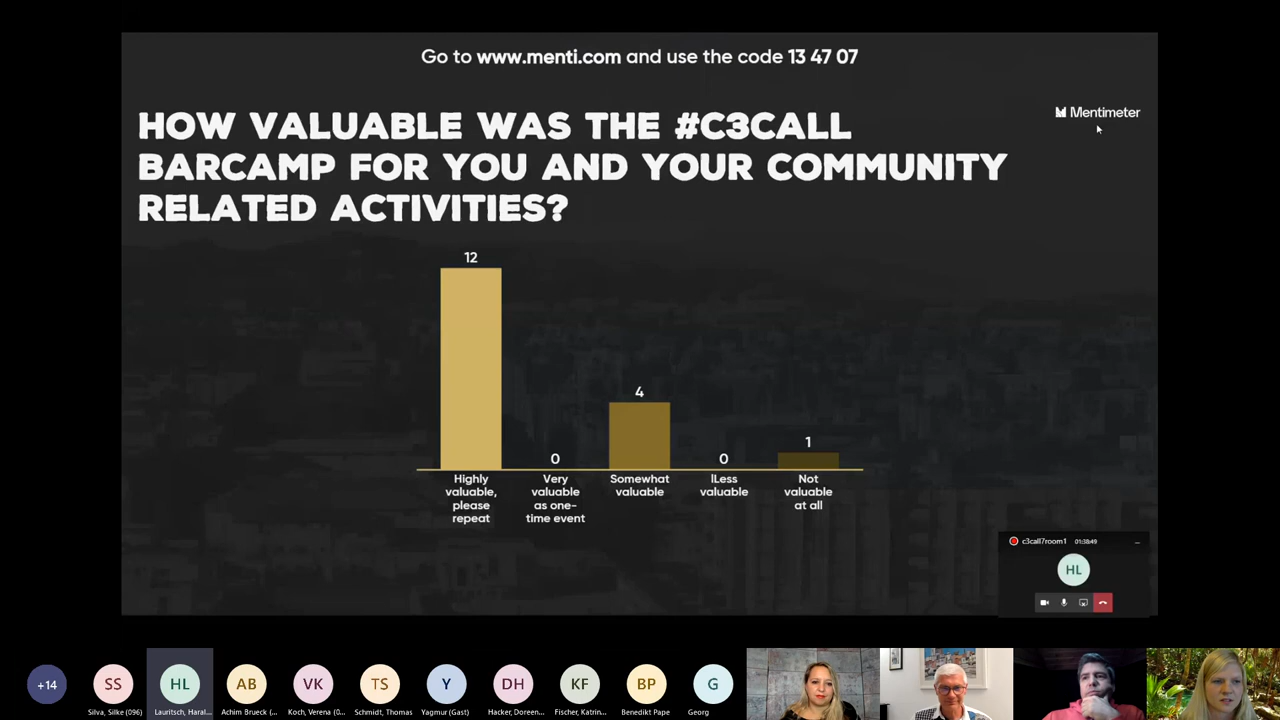 Go to www.menti.com and use the code 13 47 07
Mentimeter
HOW VALUABLE WAS THE #C3CALL
BARCAMP FOR YOU AND YOUR COMMUNITY
RELATED ACTIVITIES?
12
0
4
0
1
Highly
valuable,
please
repeat
Very
valuable
as one-
time event
Somewhat
valuable
lLess
valuable
Not
valuable
at all
c3call7room1 01:38:49
HL
+14
SS
HL
AB
VK
TS
Y
DH
KF
BP
G
Silva, Silke (096)
Lauritsch, Haral...
Achim Brueck (...
Koch, Verena (0...
Schmidt, Thomas
Yagmur (Gast)
Hacker, Doreen...
Fischer, Katrin...
Benedikt Pape
Georg